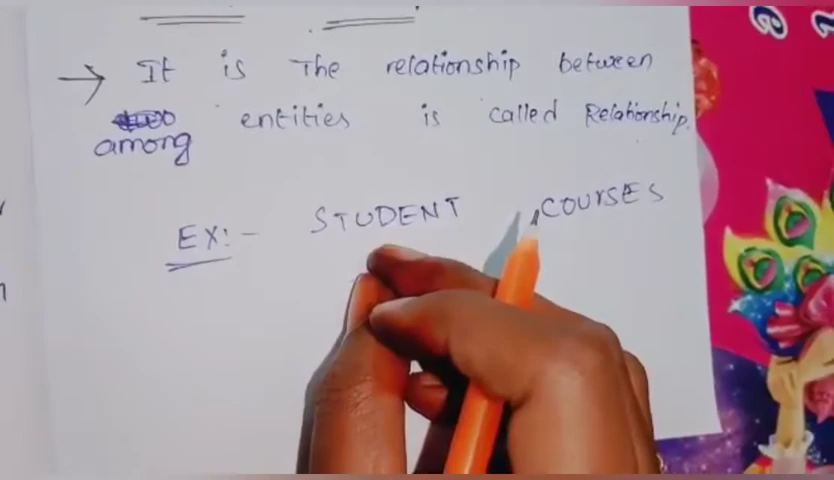 → It is The relationship between
among entities is called Relationship.
EX:- STUDENT COURSES